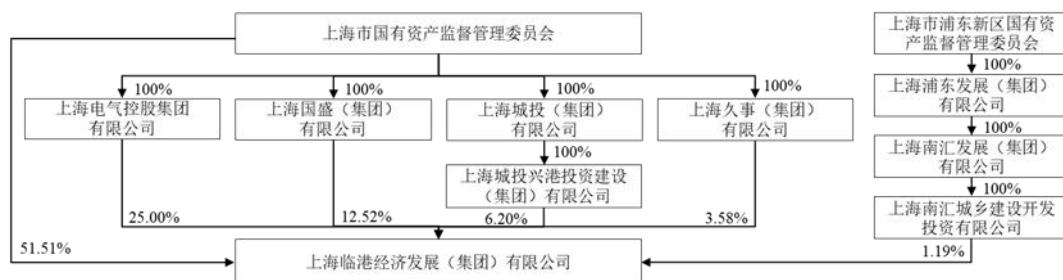 上海市国有资产监督管理委员会
上海市浦东新区国有资
产监督管理委员会
100%
100%
100%
100%
100%
上海电气控股集团
有限公司
上海国盛（集团）
有限公司
上海城投（集团）
有限公司
上海久事（集团）
有限公司
上海浦东发展（集团）
有限公司
100%
100%
上海城投兴港投资建设
（集团）有限公司
上海南汇发展（集团）
有限公司
100%
25.00%
12.52%
6.20%
3.58%
上海南汇城乡建设开发
投资有限公司
51.51%
1.19%
上海临港经济发展（集团）有限公司